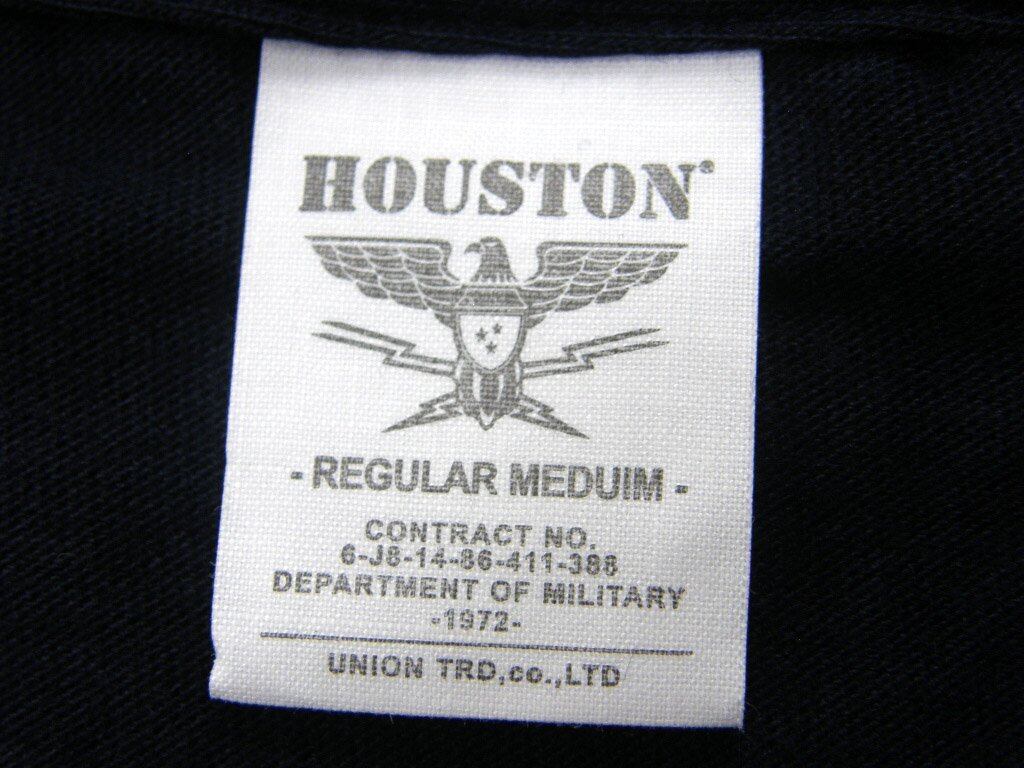 HOUSTON®
- REGULAR MEDUIM -
CONTRACT NO.
6-J8-14-86-411-388
DEPARTMENT OF MILITARY
-1972-
UNION TRD,co.,LTD